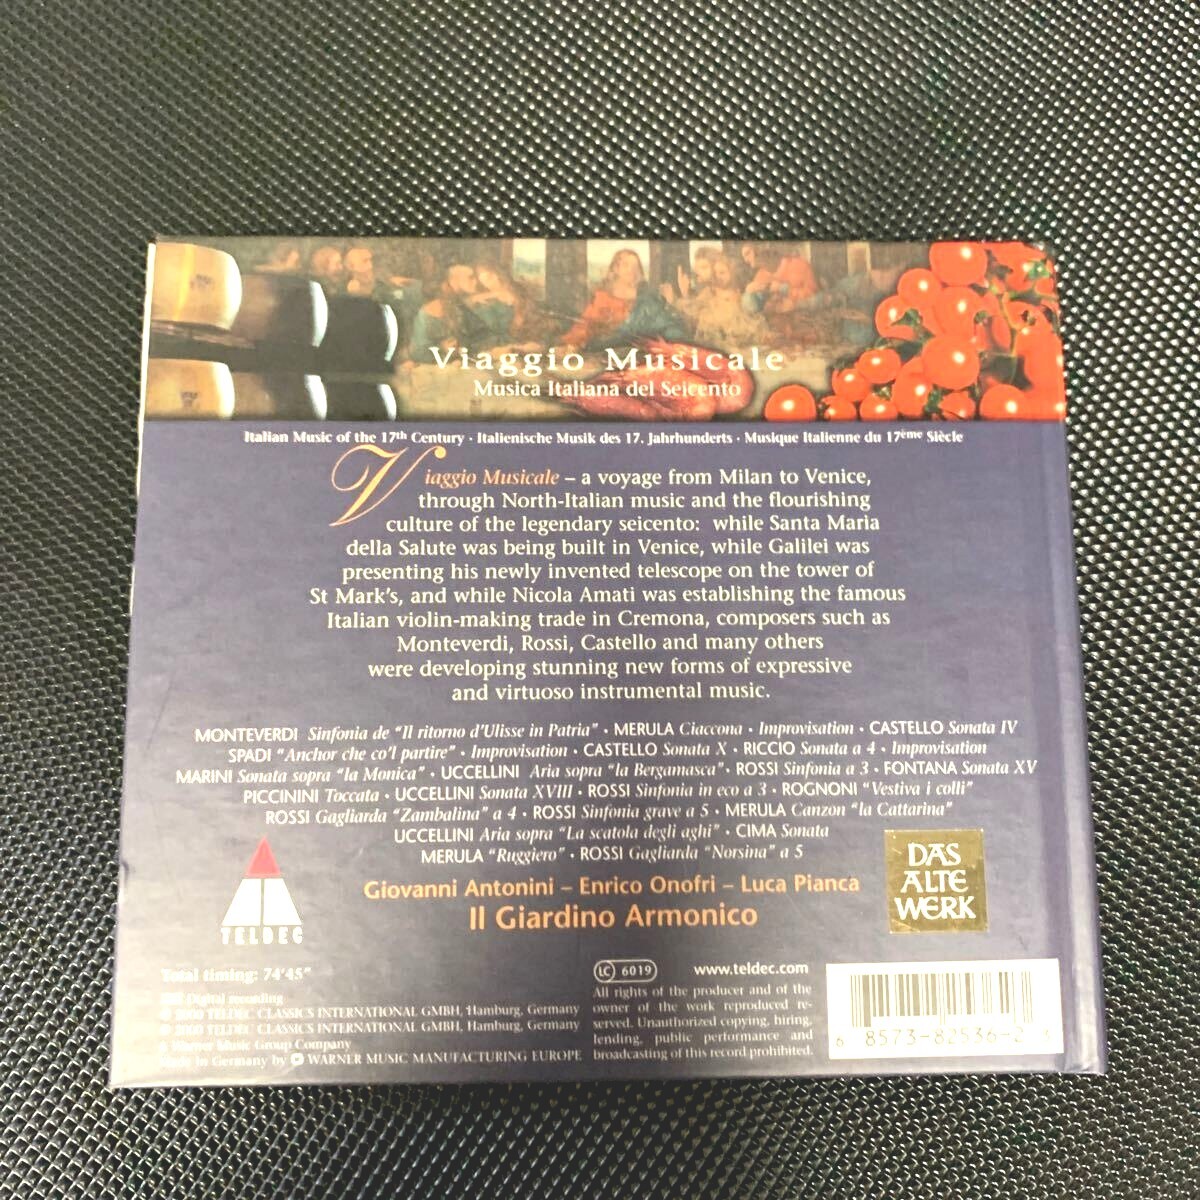 Viaggio Musicale
Musica Italiana del Seicento
Italian Music of the 17th Century · Italienische Musik des 17. Jahrhunderts · Musique Italienne du 17ème Siècle
Viaggio Musicale – a voyage from Milan to Venice,
through North-Italian music and the flourishing
culture of the legendary seicento: while Santa Maria
della Salute was being built in Venice, while Galilei was
presenting his newly invented telescope on the tower of
St Mark's, and while Nicola Amati was establishing the famous
Italian violin-making trade in Cremona, composers such as
Monteverdi, Rossi, Castello and many others
were developing stunning new forms of expressive
and virtuoso instrumental music.
MONTEVERDI Sinfonia de "Il ritorno d'Ulisse in Patria" · MERULA Ciaccona · Improvisation · CASTELLO Sonata IV
SPADI "Anchor che co'l partire" · Improvisation · CASTELLO Sonata X · RICCIO Sonata a 4 · Improvisation
MARINI Sonata sopra "la Monica" · UCCELLINI Aria sopra "la Bergamasca" · ROSSI Sinfonia a 3 · FONTANA Sonata XV
PICCININI Toccata · UCCELLINI Sonata XVIII · ROSSI Sinfonia in eco a 3 · ROGNONI "Vestiva i colli"
ROSSI Gagliarda "Zambalina" a 4 · ROSSI Sinfonia grave a 5 · MERULA Canzon "la Cattarina"
UCCELLINI Aria sopra "La scatola degli aghi" · CIMA Sonata
MERULA "Ruggiero" · ROSSI Gagliarda "Norsina" a 5
Giovanni Antonini – Enrico Onofri – Luca Pianca
Il Giardino Armonico
TELDEC
DAS
ALTE
WERK
Total timing: 74'45"
Digital recording
℗ 2000 TELDEC CLASSICS INTERNATIONAL GMBH, Hamburg, Germany
© 2000 TELDEC CLASSICS INTERNATIONAL GMBH, Hamburg, Germany
A Warner Music Group Company
Made in Germany by WARNER MUSIC MANUFACTURING EUROPE
LC 6019
www.teldec.com
All rights of the producer and of the
owner of the work reproduced re-
served. Unauthorized copying, hiring,
lending, public performance and
broadcasting of this record prohibited.
6 8573-82536-2